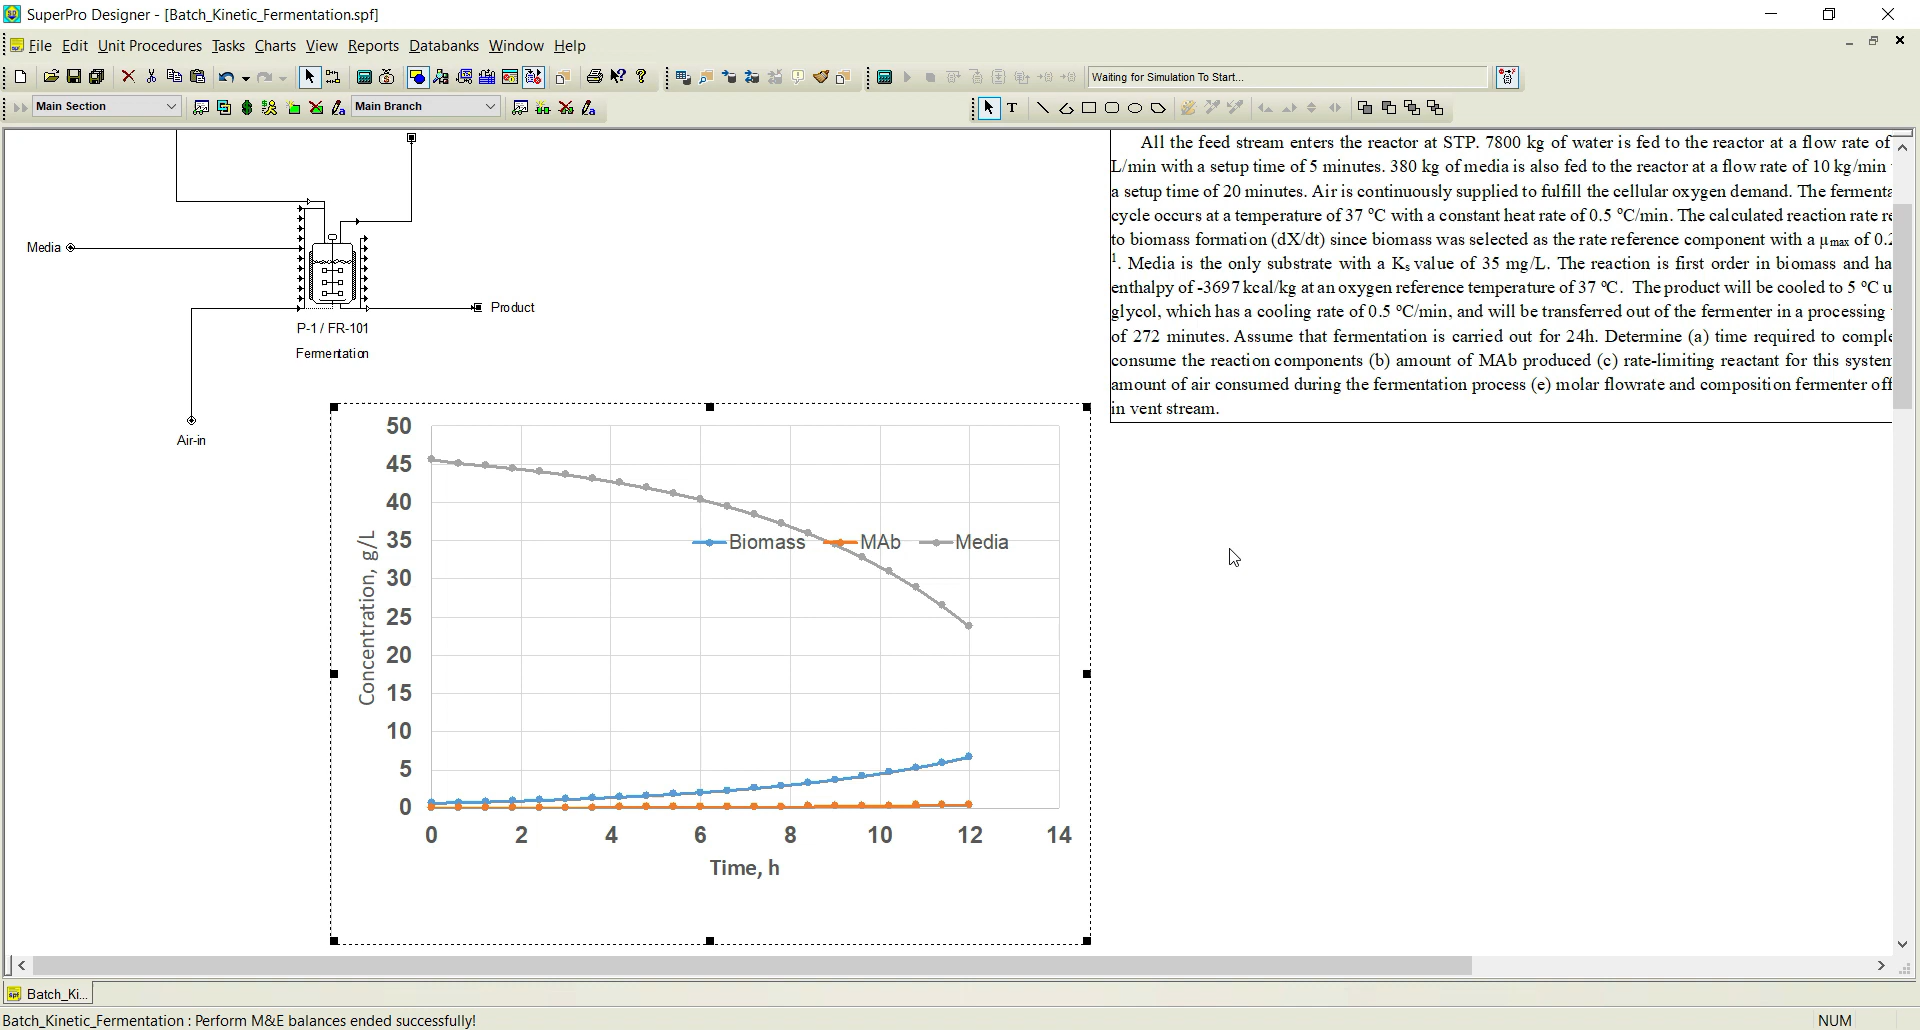 SuperPro Designer - [Batch_Kinetic_Fermentation.spf]
File Edit Unit Procedures Tasks Charts View Reports Databanks Window Help
Waiting for Simulation To Start...
Main Section
Main Branch
T
Media
Product
P-1 / FR-101
Fermentation
Air-in
All the feed stream enters the reactor at STP. 7800 kg of water is fed to the reactor at a flow rate of
L/min with a setup time of 5 minutes. 380 kg of media is also fed to the reactor at a flow rate of 10 kg/min
a setup time of 20 minutes. Air is continuously supplied to fulfill the cellular oxygen demand. The fermenta
cycle occurs at a temperature of 37 °C with a constant heat rate of 0.5 °C/min. The calculated reaction rate re
to biomass formation (dX/dt) since biomass was selected as the rate reference component with a µmax of 0.2
1. Media is the only substrate with a Ks value of 35 mg/L. The reaction is first order in biomass and ha
enthalpy of -3697 kcal/kg at an oxygen reference temperature of 37 °C. The product will be cooled to 5 °C u
glycol, which has a cooling rate of 0.5 °C/min, and will be transferred out of the fermenter in a processing
of 272 minutes. Assume that fermentation is carried out for 24h. Determine (a) time required to comple
consume the reaction components (b) amount of MAb produced (c) rate-limiting reactant for this system
amount of air consumed during the fermentation process (e) molar flowrate and composition fermenter off
in vent stream.
50
45
40
35
30
25
20
15
10
5
0
Concentration, g/L
Biomass MAb Media
0 2 4 6 8 10 12 14
Time, h
Batch_Ki...
Batch_Kinetic_Fermentation : Perform M&E balances ended successfully!
NUM